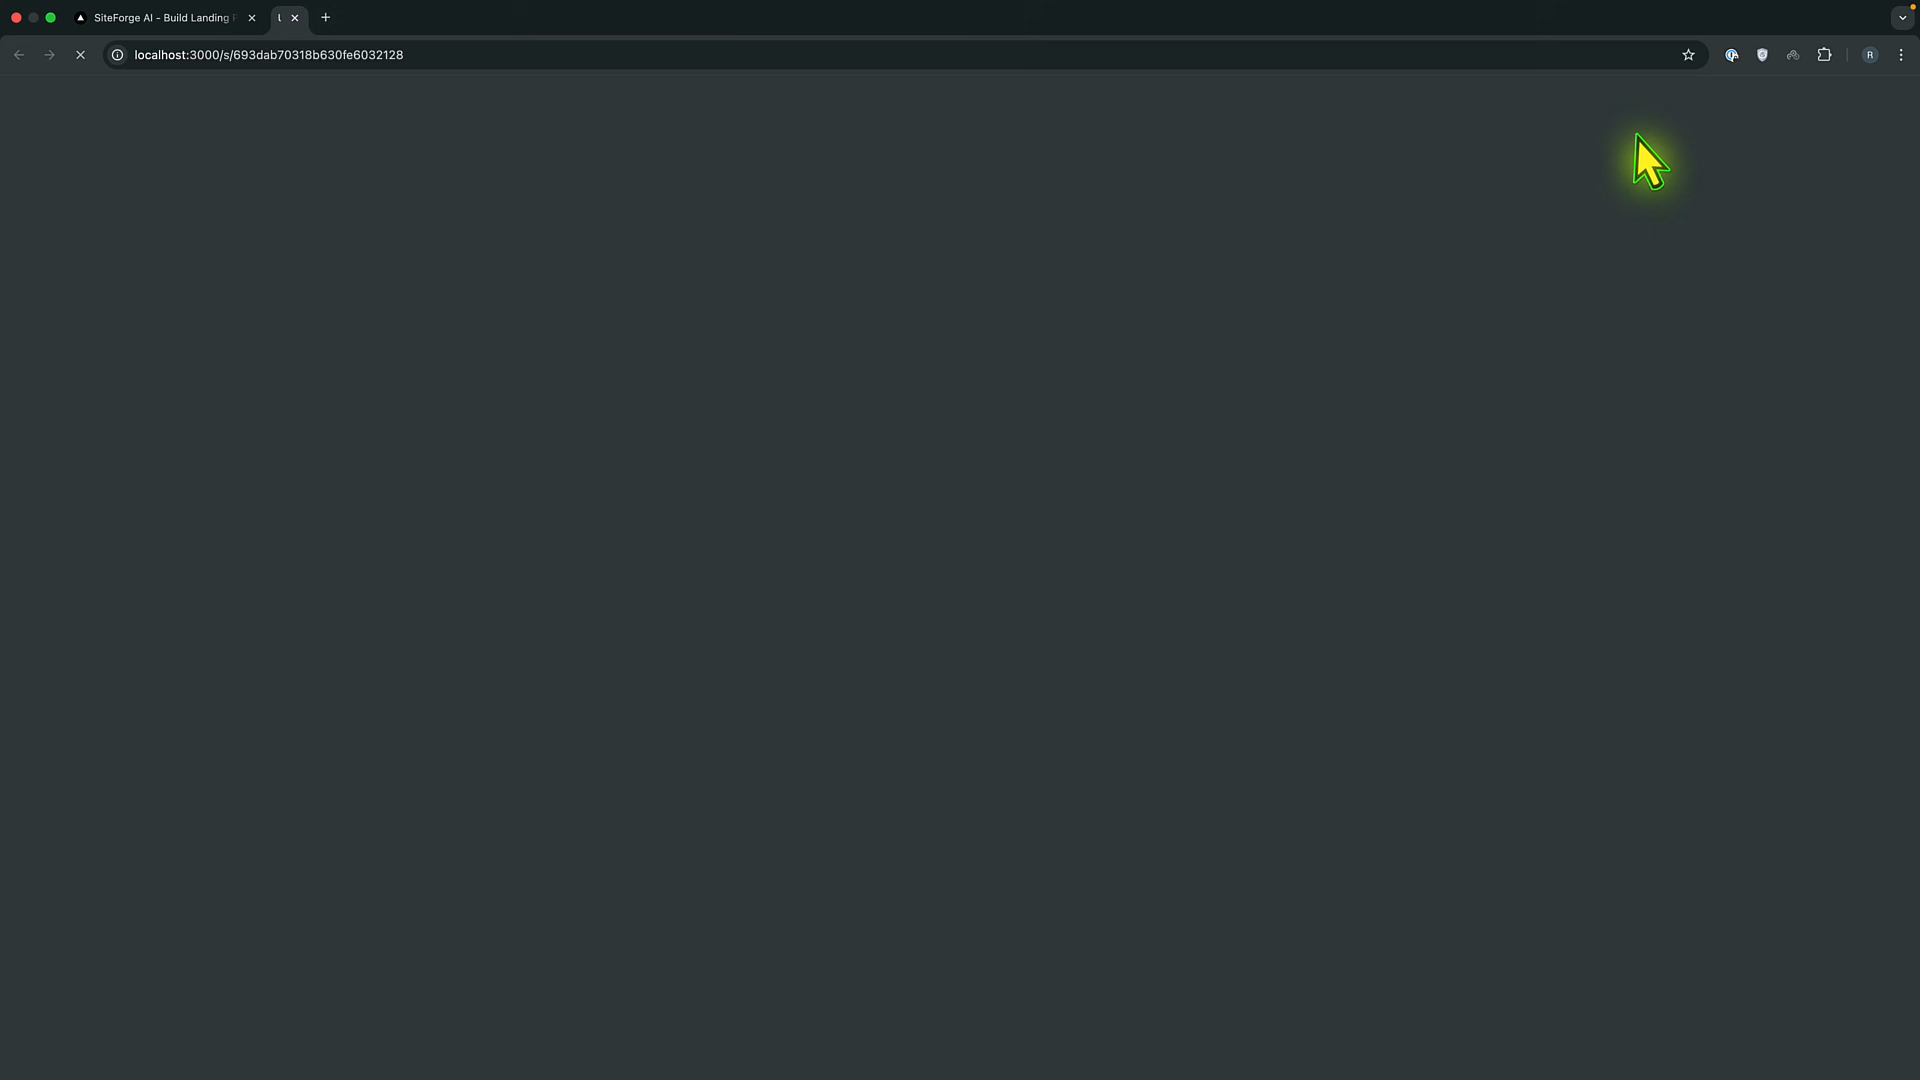 SiteForge AI - Build Landing
localhost:3000/s/693dab70318b630fe6032128
R